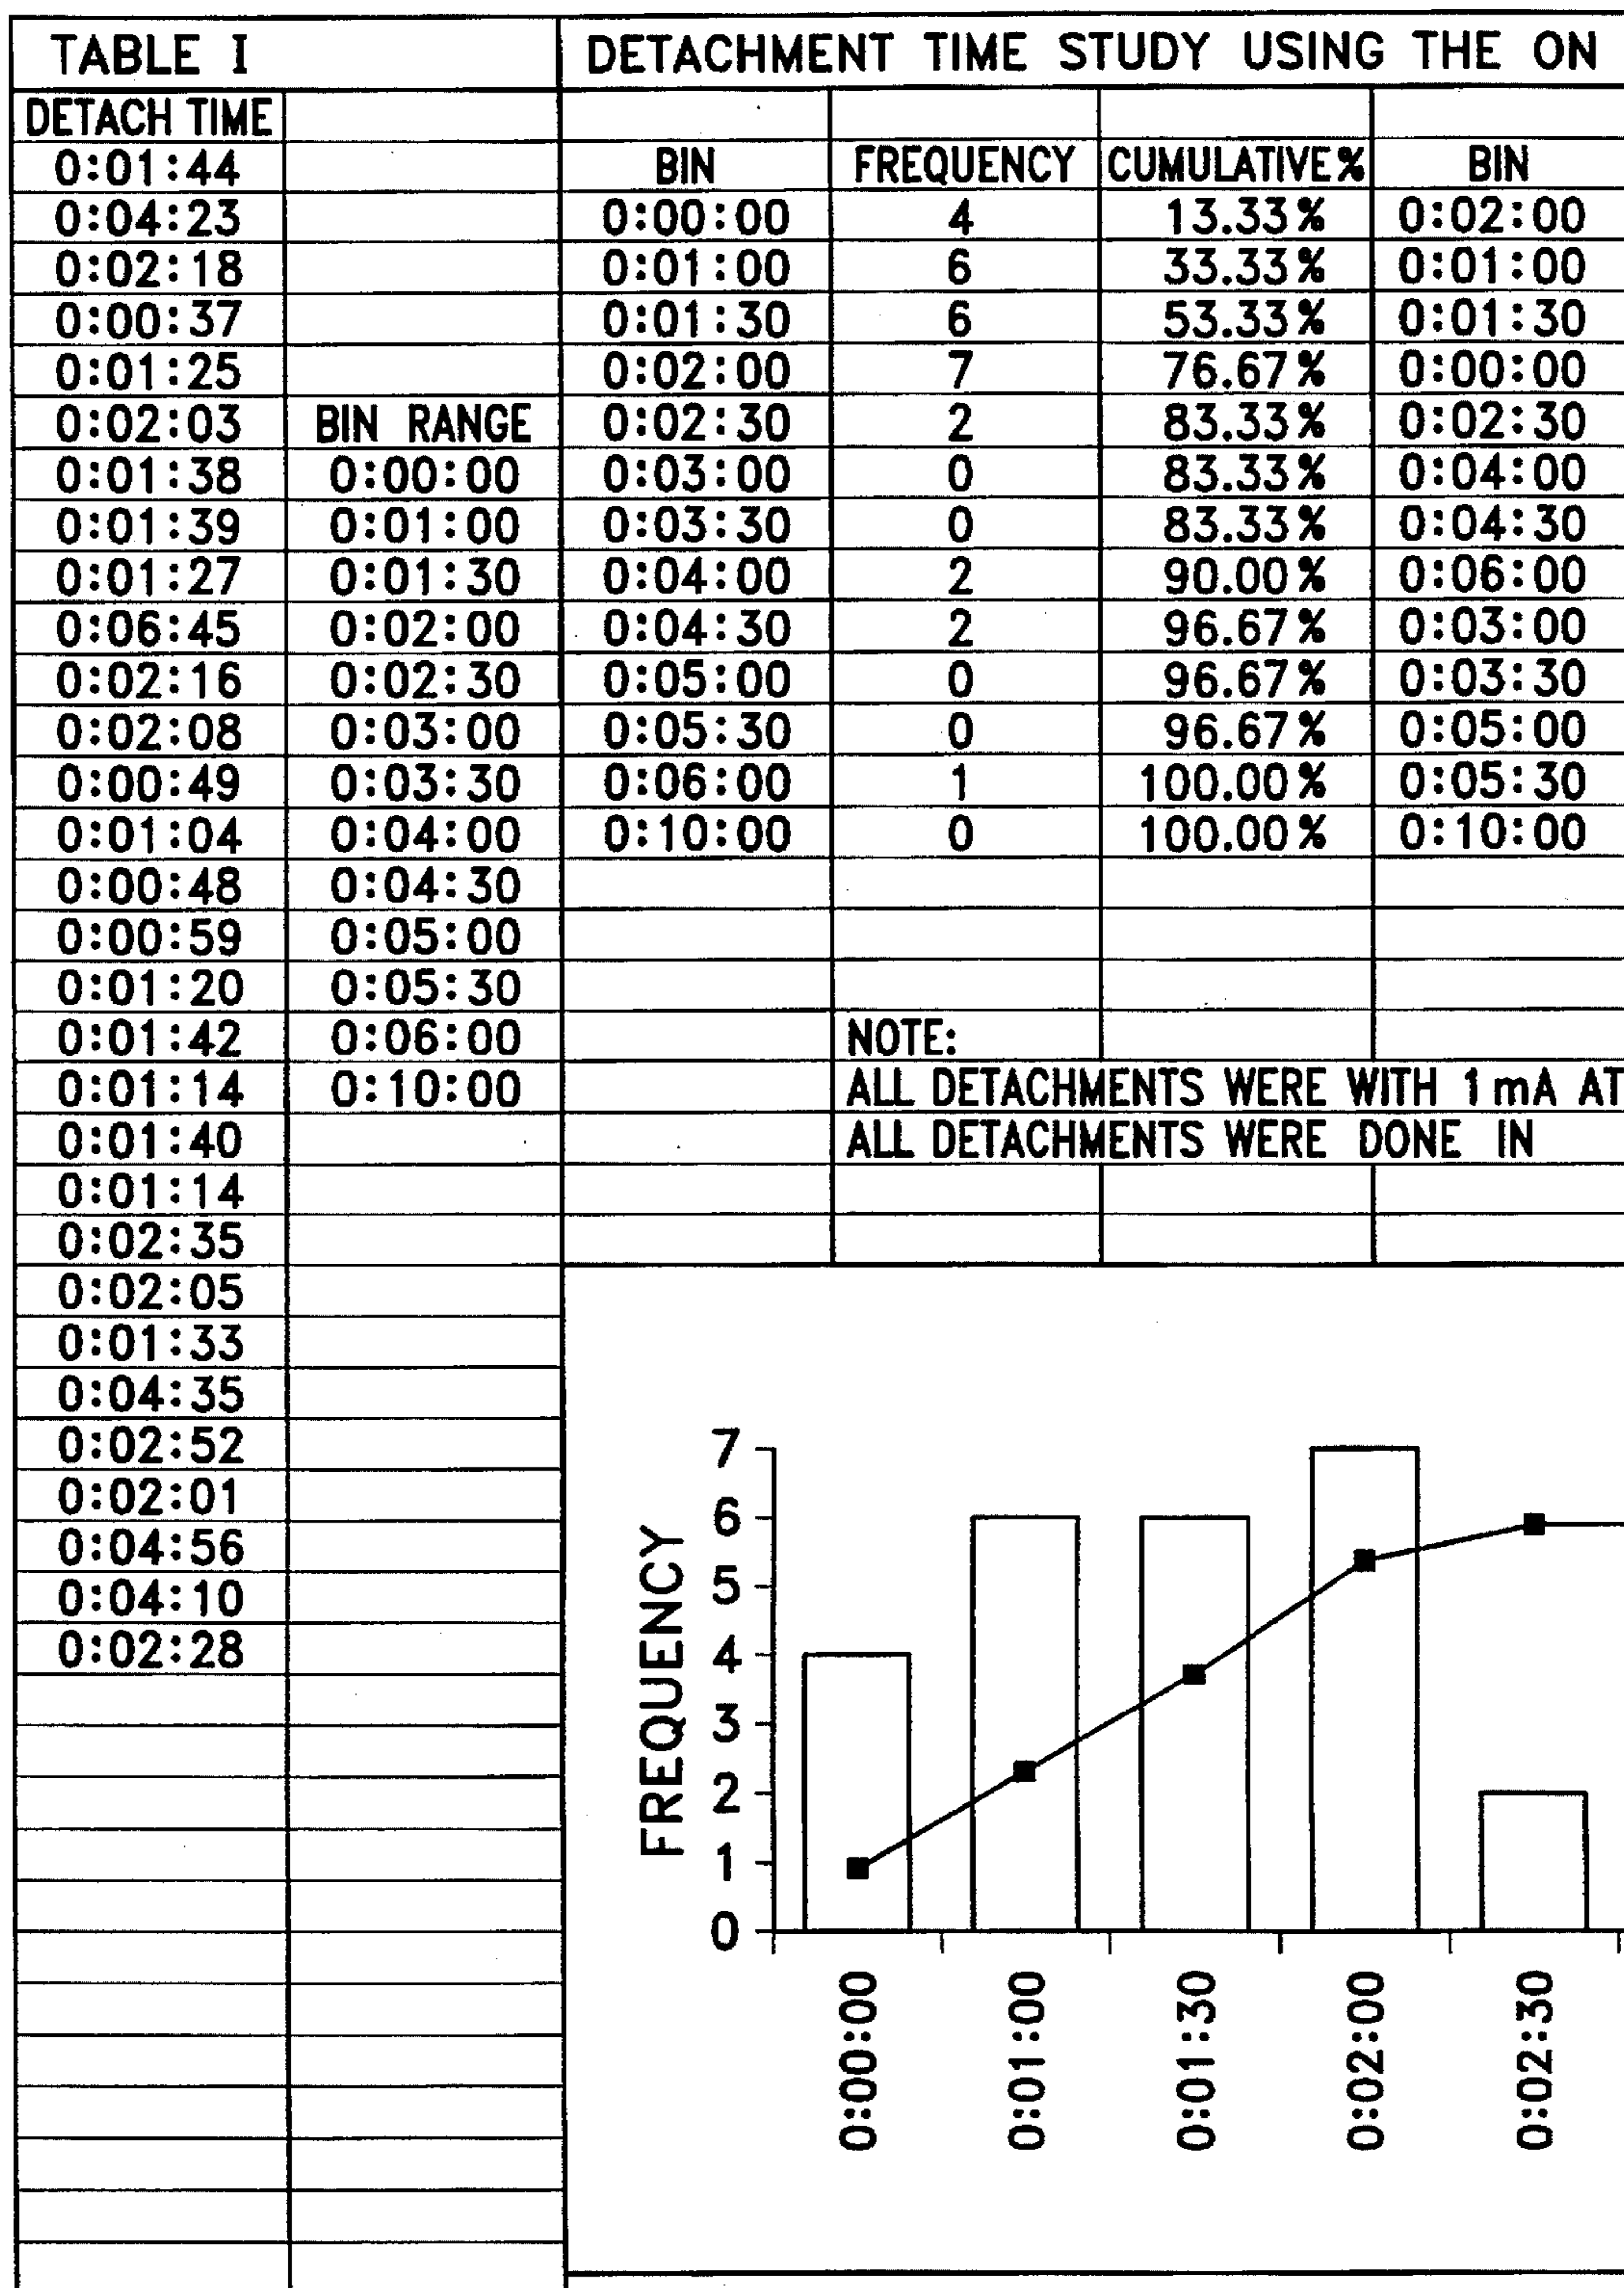 TABLE I DETACHMENT TIME STUDY USING THE ON
DETACH TIME
0:01:44 BIN FREQUENCY CUMULATIVE% BIN
0:04:23 0:00:00 4 13.33% 0:02:00
0:02:18 0:01:00 6 33.33% 0:01:00
0:00:37 0:01:30 6 53.33% 0:01:30
0:01:25 0:02:00 7 76.67% 0:00:00
0:02:03 BIN RANGE 0:02:30 2 83.33% 0:02:30
0:01:38 0:00:00 0:03:00 0 83.33% 0:04:00
0:01:39 0:01:00 0:03:30 0 83.33% 0:04:30
0:01:27 0:01:30 0:04:00 2 90.00% 0:06:00
0:06:45 0:02:00 0:04:30 2 96.67% 0:03:00
0:02:16 0:02:30 0:05:00 0 96.67% 0:03:30
0:02:08 0:03:00 0:05:30 0 96.67% 0:05:00
0:00:49 0:03:30 0:06:00 1 100.00% 0:05:30
0:01:04 0:04:00 0:10:00 0 100.00% 0:10:00
0:00:48 0:04:30
0:00:59 0:05:00
0:01:20 0:05:30
0:01:42 0:06:00 NOTE:
0:01:14 0:10:00 ALL DETACHMENTS WERE WITH 1mA AT
0:01:40 ALL DETACHMENTS WERE DONE IN
0:01:14
0:02:35
0:02:05
0:01:33
0:04:35
0:02:52
0:02:01
0:04:56
0:04:10
0:02:28
FREQUENCY
7
6
5
4
3
2
1
0
0:00:00 0:01:00 0:01:30 0:02:00 0:02:30